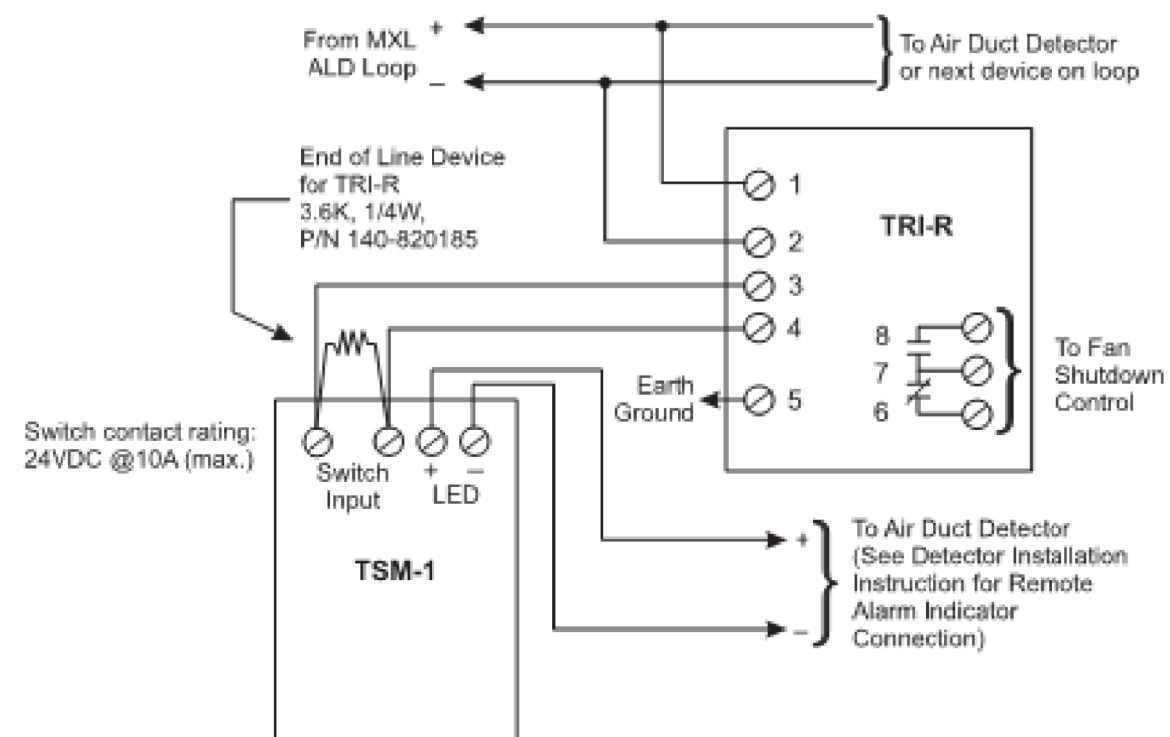 From MXL +
ALD Loop –
To Air Duct Detector
or next device on loop
End of Line Device
for TRI-R
3.6K, 1/4W,
P/N 140-820185
1
TRI-R
2
3
4
8
7
6
To Fan
Shutdown
Control
Earth
Ground
5
Switch contact rating:
24VDC @10A (max.)
Switch
Input
+ –
LED
TSM-1
+
–
To Air Duct Detector
(See Detector Installation
Instruction for Remote
Alarm Indicator
Connection)